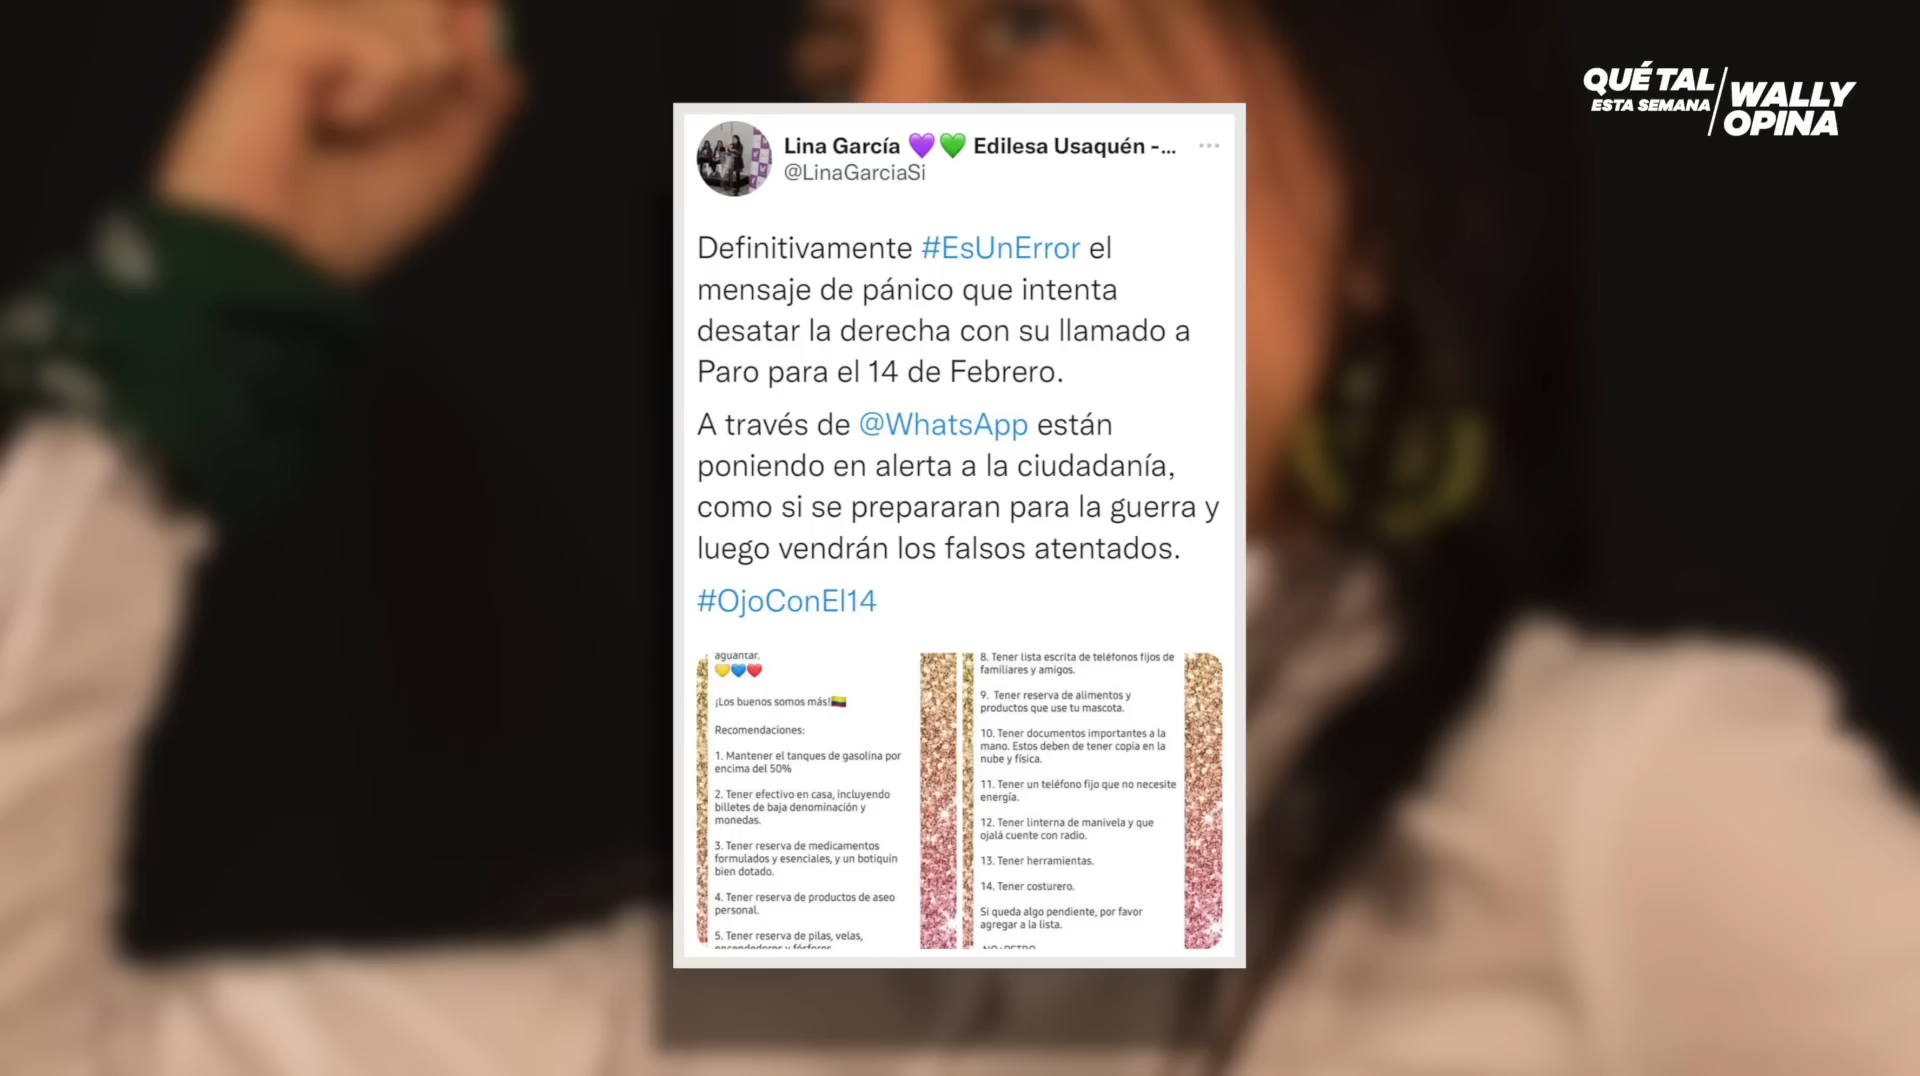 QUÉ TAL
ESTA SEMANA
WALLY
OPINA
Lina García 💜💚 Edilesa Usaquén -...
@LinaGarciaSi
Definitivamente #EsUnError el
mensaje de pánico que intenta
desatar la derecha con su llamado a
Paro para el 14 de Febrero.
A través de @WhatsApp están
poniendo en alerta a la ciudadanía,
como si se prepararan para la guerra y
luego vendrán los falsos atentados.
#OjoConEl14
aguantar.
💛💙❤️
¡Los buenos somos más!🇨🇴
Recomendaciones:
1. Mantener el tanques de gasolina por
encima del 50%
2. Tener efectivo en casa, incluyendo
billetes de baja denominación y
monedas.
3. Tener reserva de medicamentos
formulados y esenciales, y un botiquín
bien dotado.
4. Tener reserva de productos de aseo
personal.
5. Tener reserva de pilas, velas,
encendedores y fósforos
8. Tener lista escrita de teléfonos fijos de
familiares y amigos.
9. Tener reserva de alimentos y
productos que use tu mascota.
10. Tener documentos importantes a la
mano. Estos deben de tener copia en la
nube y física.
11. Tener un teléfono fijo que no necesite
energía.
12. Tener linterna de manivela y que
ojalá cuente con radio.
13. Tener herramientas.
14. Tener costurero.
Si queda algo pendiente, por favor
agregar a la lista.